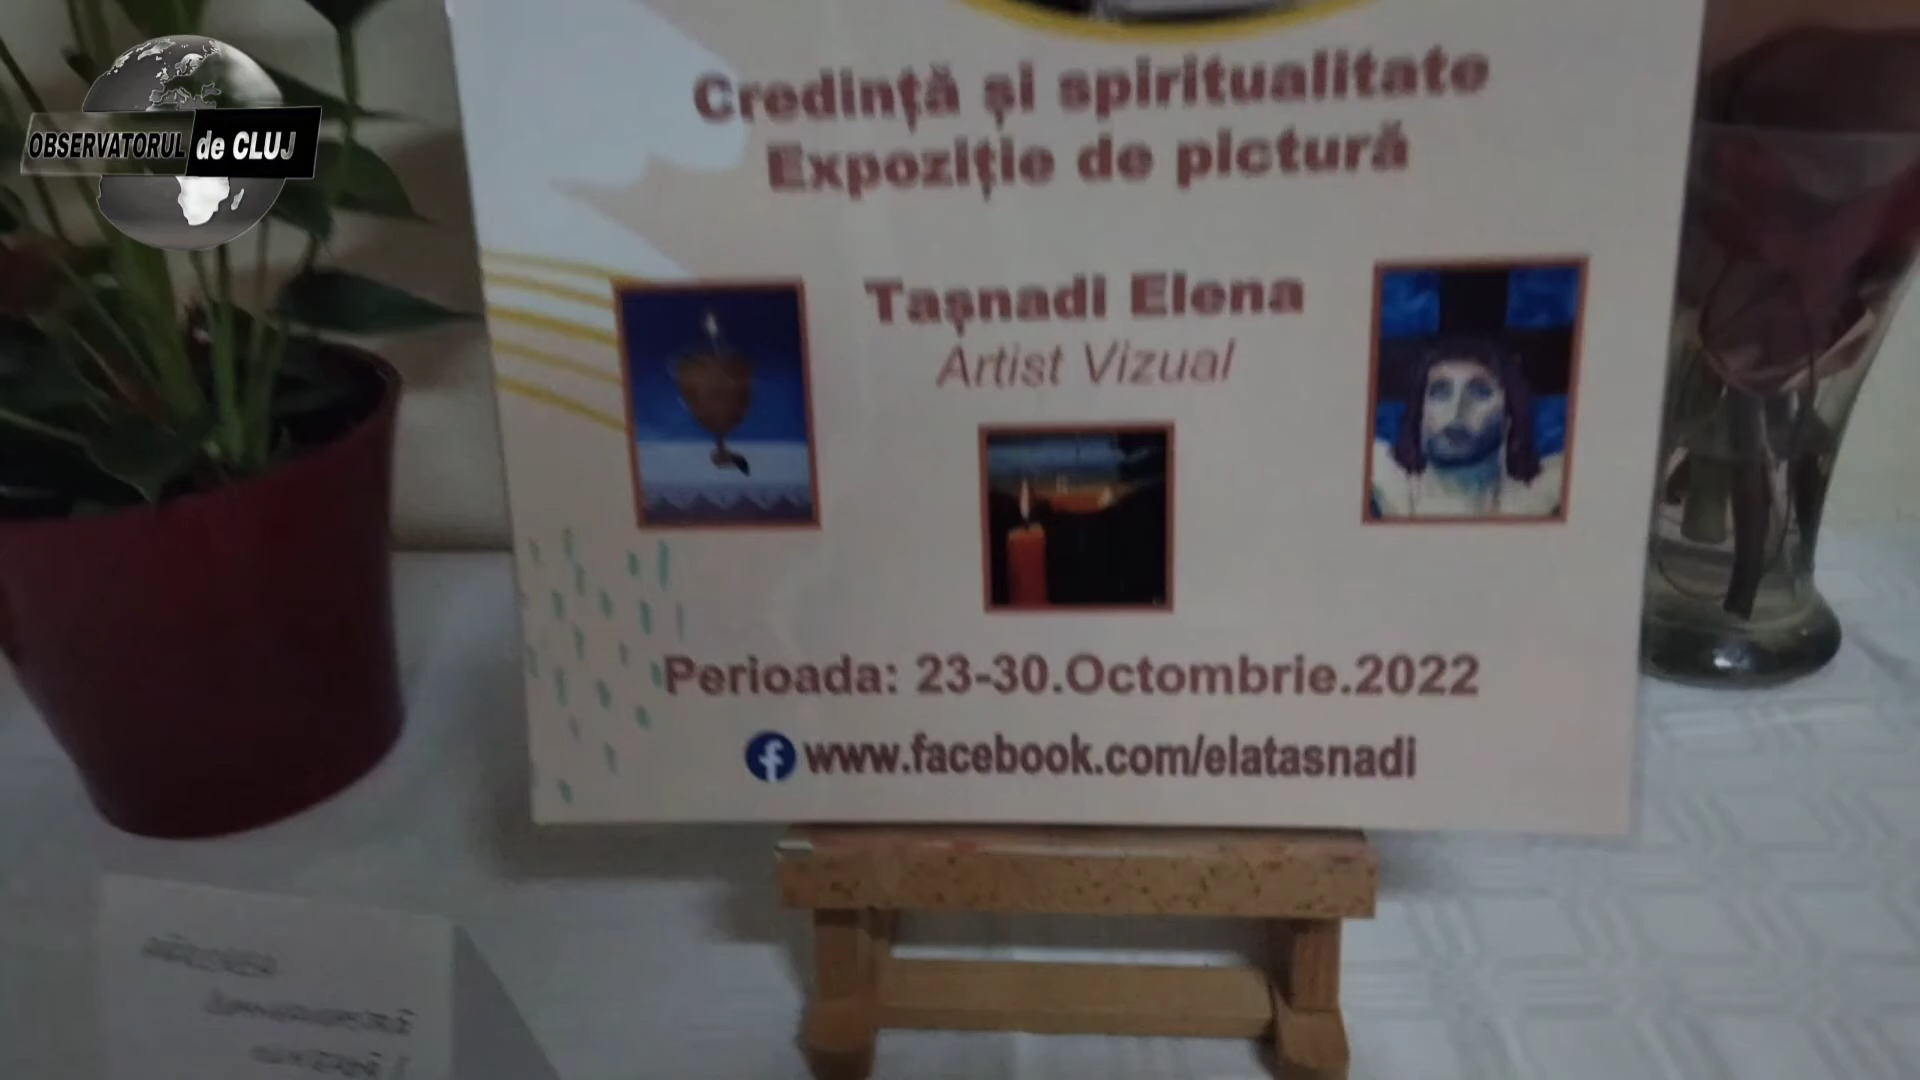 OBSERVATORUL de CLUJ
Credință și spiritualitate
Expoziție de pictură
Tașnadi Elena
Artist Vizual
Perioada: 23-30.Octombrie.2022
www.facebook.com/elatasnadi